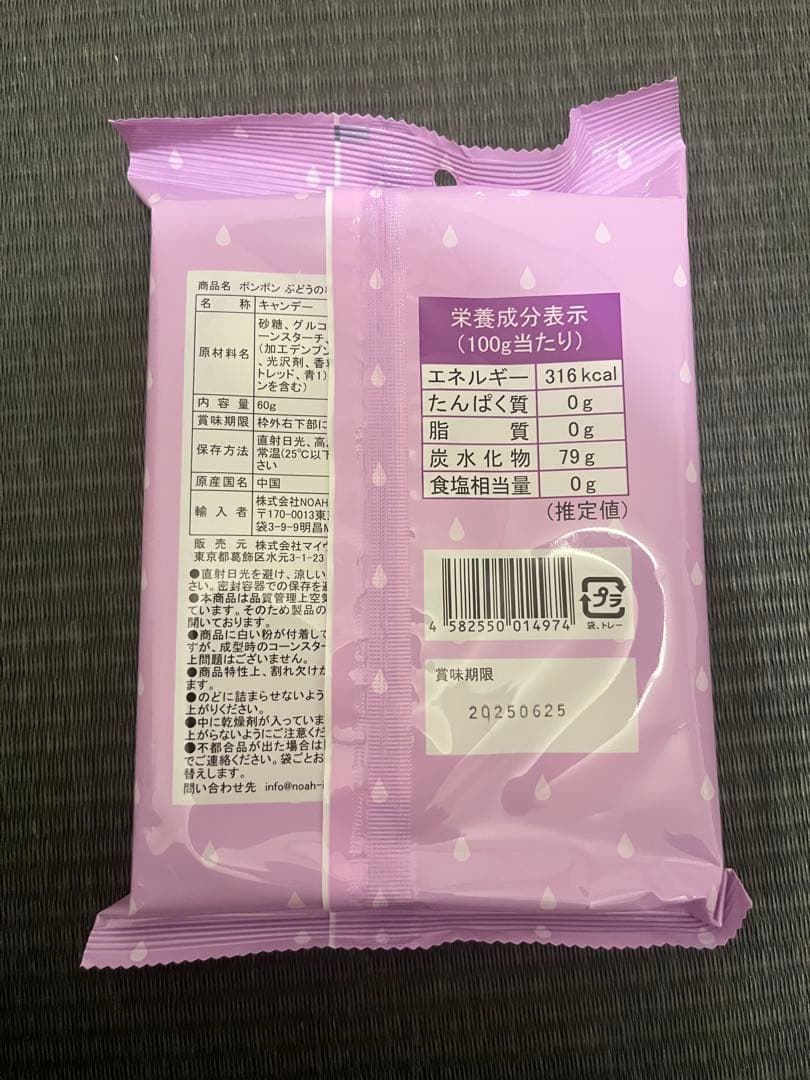 商品名 ボンボン ぶどうの
名 称 キャンデー
原材料名
砂糖、グルコ
ーンスターチ、
(加工デンプン
、光沢剤、香料
トレッド、青1)
ンを含む)
内容量 60g
賞味期限 枠外右下部に
保存方法
直射日光、高
常温(25℃以下
さい
原産国名 中国
輸入者
株式会社NOAH
〒170-0013東
袋3-9-9明昌M
販売元 株式会社マイウ
東京都葛飾区水元3-1-23
●直射日光を避け、涼しい
さい。密封容器での保存を
●本商品は品質管理上空気
ています。そのため製品の
開いております。
●商品に白い粉が付着して
すが、成型時のコーンスター
上問題はございません。
●商品特性上、割れ欠けが
ます。
●のどに詰まらせないよう
上がりください。
●中に乾燥剤が入っていま
上がらないようにご注意くだ
●不都合品が出た場合は
でご連絡ください。袋ごとお
替えします。
問い合わせ先 info@noah-i
栄養成分表示
(100g当たり)
エネルギー 316kcal
たんぱく質 0g
脂質 0g
炭水化物 79g
食塩相当量 0g
(推定値)
4 582550 014974
プラ
袋、トレー
賞味期限
20250625